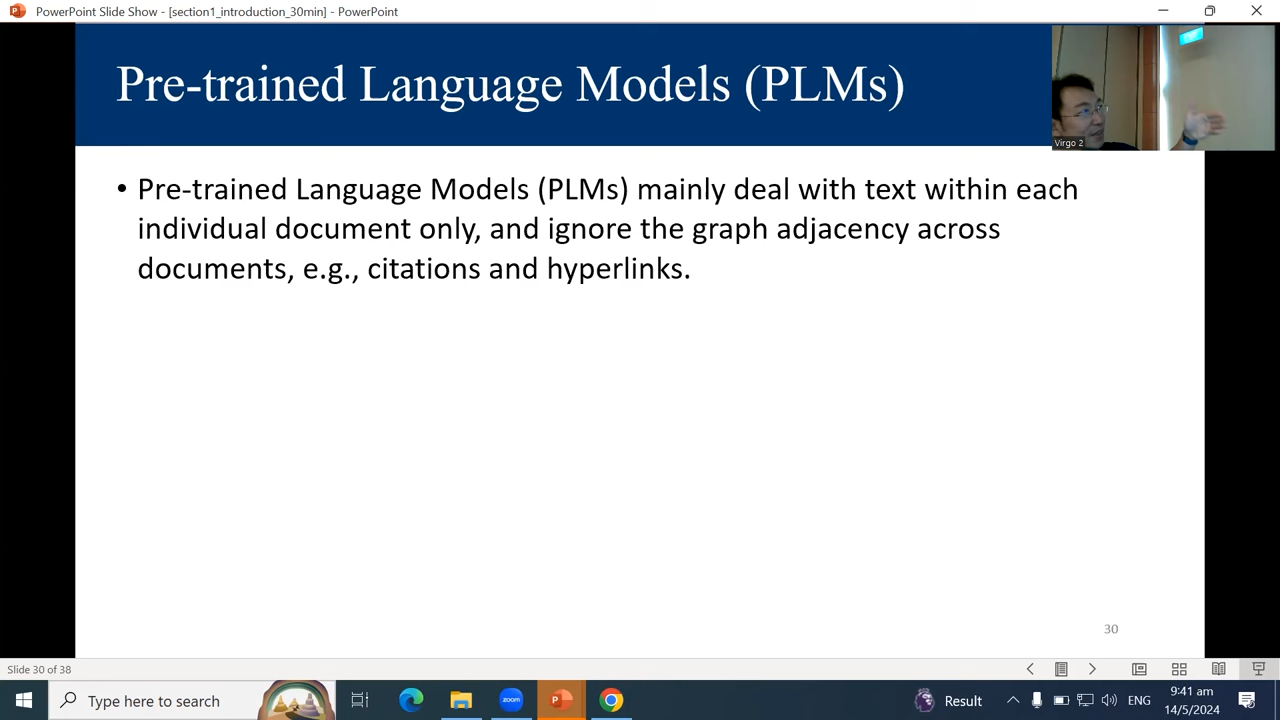 PowerPoint Slide Show - [section1_introduction_30min] - PowerPoint
Pre-trained Language Models (PLMs)
Virgo 2
• Pre-trained Language Models (PLMs) mainly deal with text within each
individual document only, and ignore the graph adjacency across
documents, e.g., citations and hyperlinks.
30
Slide 30 of 38
Type here to search
zoom
Result
ENG
9:41 am
14/5/2024